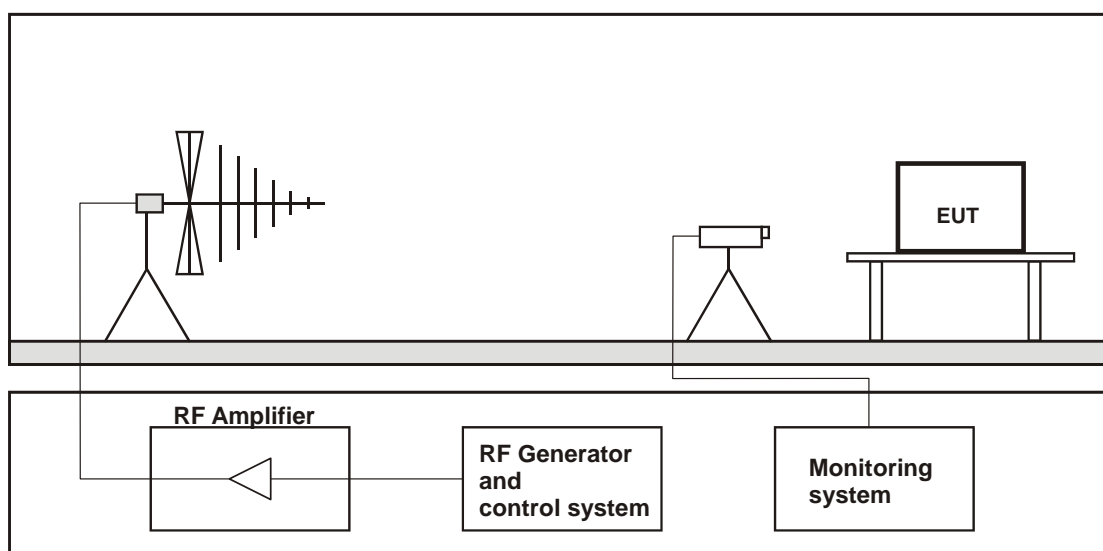 EUT
RF Amplifier
RF Generator
and
control system
Monitoring
system